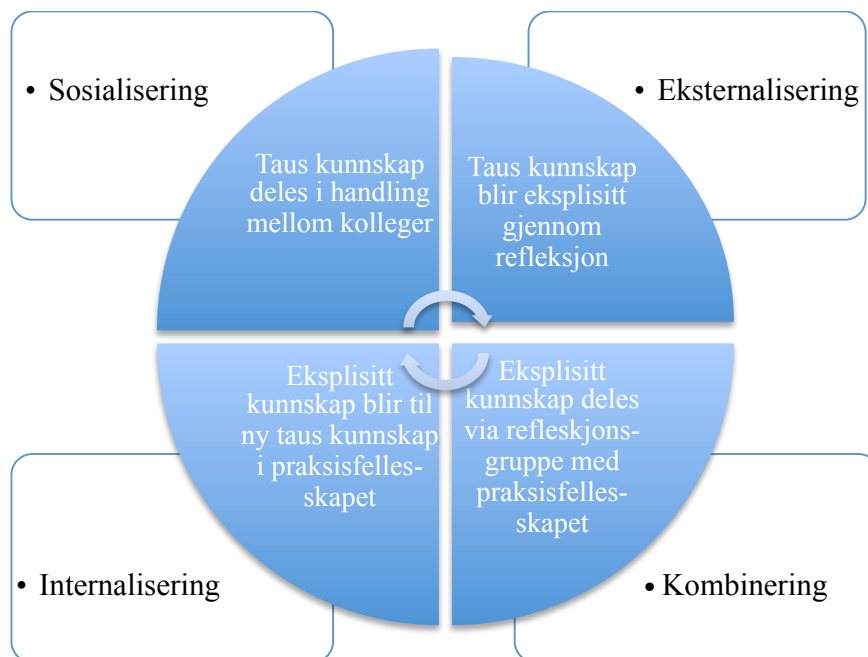 • Sosialisering
• Eksternalisering
Taus kunnskap
deles i handling
mellom kolleger
Taus kunnskap
blir eksplisitt
gjennom
refleksjon
Eksplisitt
kunnskap blir til
ny taus kunnskap
i praksisfelles-
skapet
Eksplisitt
kunnskap deles
via refleskjons-
gruppe med
praksisfelles-
skapet
• Internalisering
• Kombinering